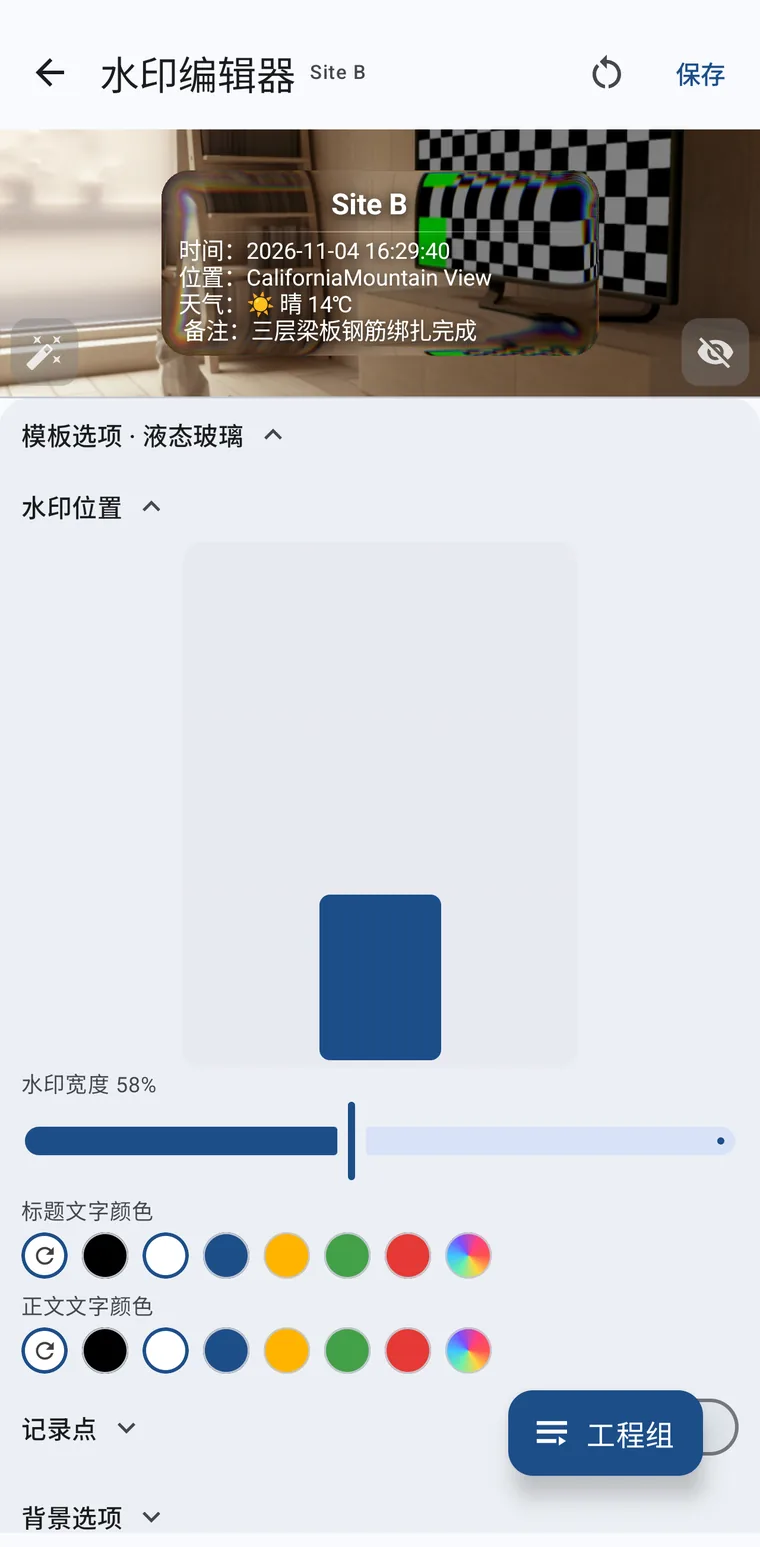 水印编辑器 Site B 保存
Site B
时间：2026-11-04 16:29:40
位置：CaliforniaMountain View
天气：☀️ 晴 14℃
备注：三层梁板钢筋绑扎完成
模板选项 · 液态玻璃
水印位置
水印宽度 58%
标题文字颜色
正文文字颜色
记录点
工程组
背景选项